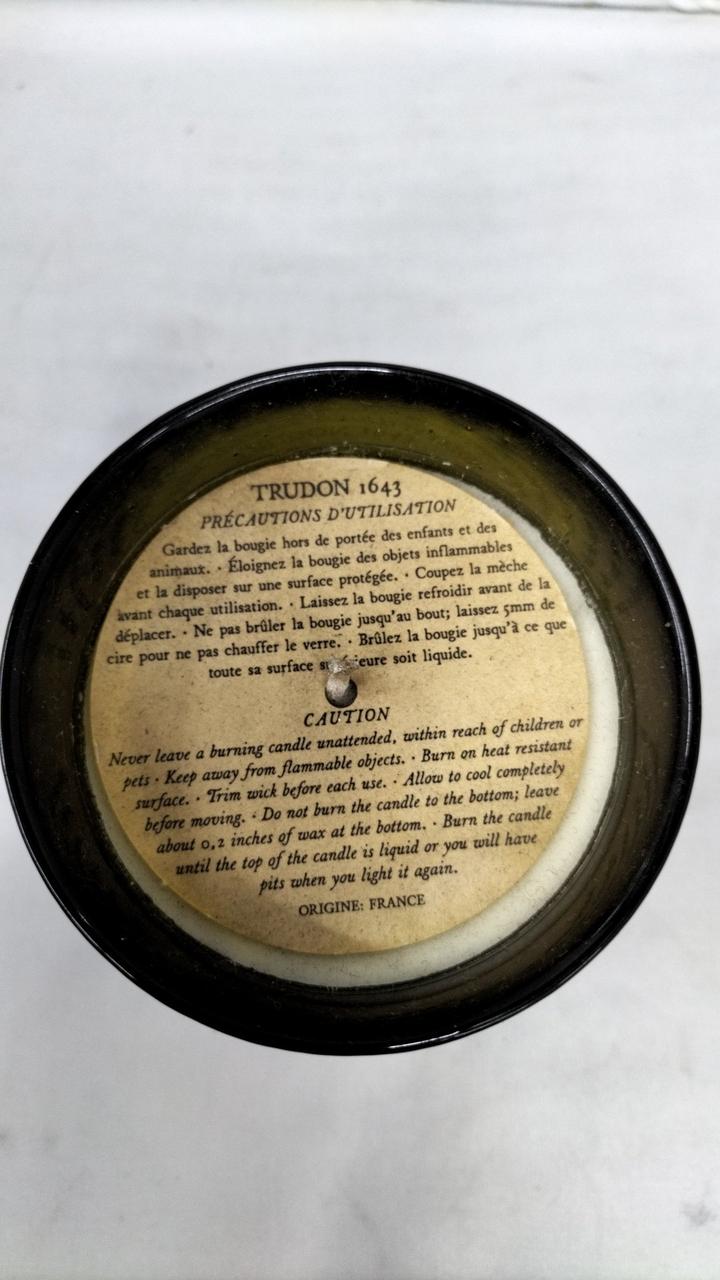 TRUDON 1643
PRÉCAUTIONS D'UTILISATION
Gardez la bougie hors de portée des enfants et des
animaux. · Éloignez la bougie des objets inflammables
et la disposer sur une surface protégée. · Coupez la mèche
avant chaque utilisation. · Laissez la bougie refroidir avant de la
déplacer. · Ne pas brûler la bougie jusqu'au bout; laissez 5mm de
cire pour ne pas chauffer le verre. · Brûlez la bougie jusqu'à ce que
toute sa surface soit liquide.
CAUTION
Never leave a burning candle unattended, within reach of children or
pets · Keep away from flammable objects. · Burn on heat resistant
surface. · Trim wick before each use. · Allow to cool completely
before moving. · Do not burn the candle to the bottom; leave
about 0,2 inches of wax at the bottom. · Burn the candle
until the top of the candle is liquid or you will have
pits when you light it again.
ORIGINE: FRANCE